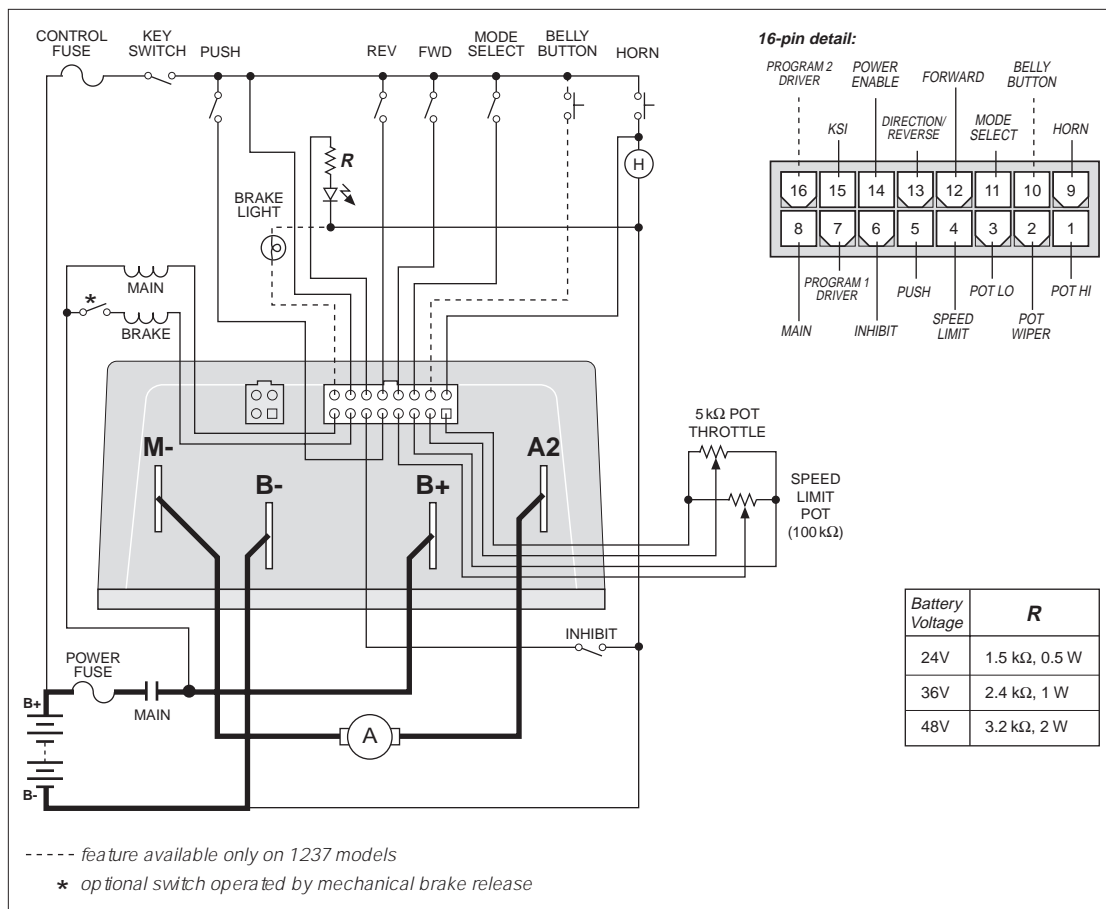 CONTROL
FUSE
KEY
SWITCH
PUSH
REV
FWD
MODE
SELECT
BELLY
BUTTON
HORN
R
H
BRAKE
LIGHT
MAIN
*
BRAKE
M-
B-
B+
A2
5 kΩ POT
THROTTLE
SPEED
LIMIT
POT
(100 kΩ)
INHIBIT
POWER
FUSE
B+
MAIN
A
B-
16-pin detail:
PROGRAM 2
DRIVER
POWER
ENABLE
FORWARD
BELLY
BUTTON
KSI
DIRECTION/
REVERSE
MODE
SELECT
HORN
16 15 14 13 12 11 10 9
8 7 6 5 4 3 2 1
PROGRAM 1
DRIVER
PUSH
POT LO
POT HI
MAIN
INHIBIT
SPEED
LIMIT
POT
WIPER
Battery
Voltage
R
24V 1.5 kΩ, 0.5 W
36V 2.4 kΩ, 1 W
48V 3.2 kΩ, 2 W
----- feature available only on 1237 models
* optional switch operated by mechanical brake release